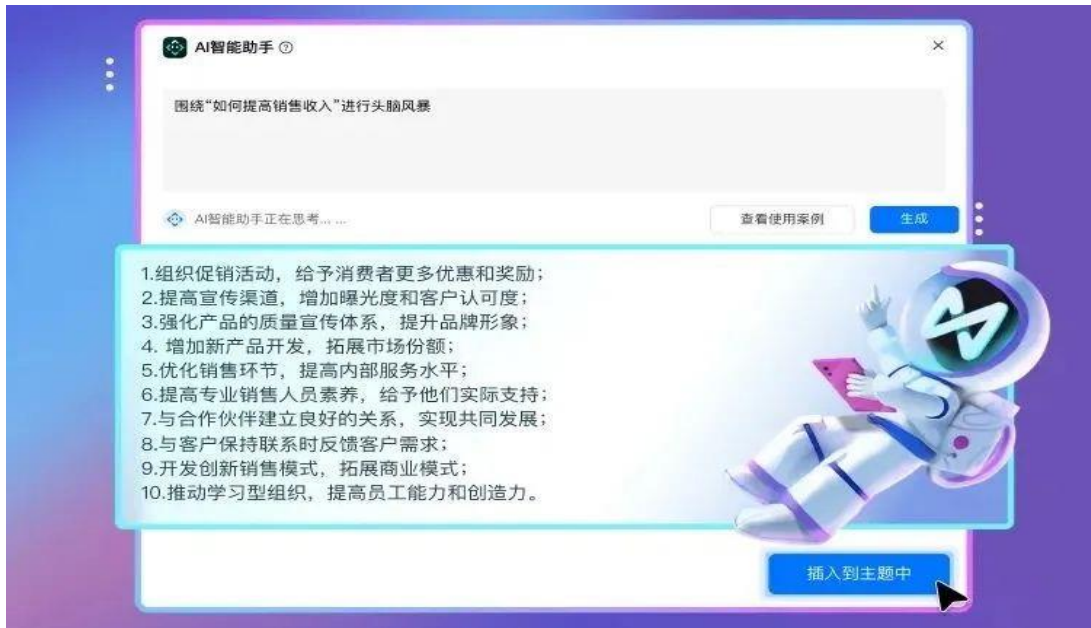 AI智能助手
围绕“如何提高销售收入”进行头脑风暴
AI智能助手正在思考... ...
查看使用案例
生成
1.组织促销活动，给予消费者更多优惠和奖励；
2.提高宣传渠道，增加曝光度和客户认可度；
3.强化产品的质量宣传体系，提升品牌形象；
4. 增加新产品开发，拓展市场份额；
5.优化销售环节，提高内部服务水平；
6.提高专业销售人员素养，给予他们实际支持；
7.与合作伙伴建立良好的关系，实现共同发展；
8.与客户保持联系时反馈客户需求；
9.开发创新销售模式，拓展商业模式；
10.推动学习型组织，提高员工能力和创造力。
插入到主题中